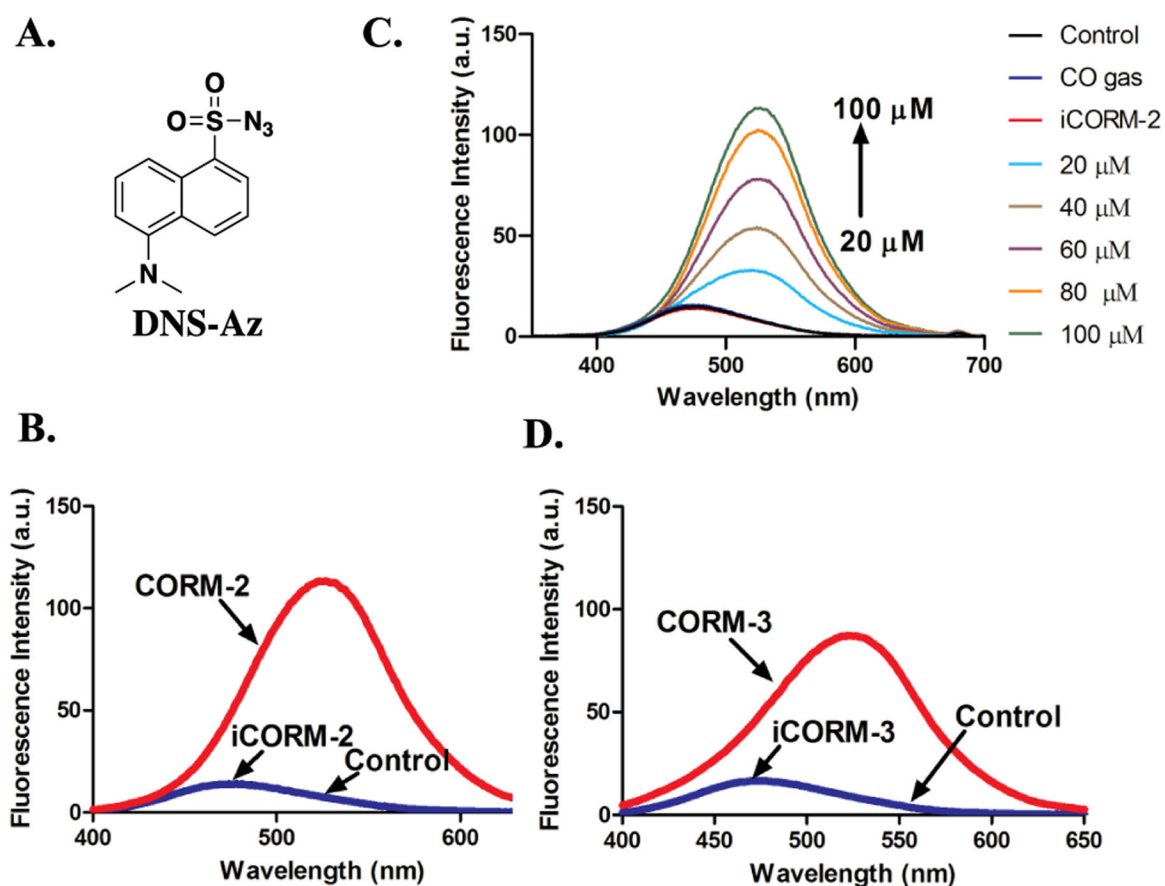 A.
O
O=S-N₃
N
DNS-Az
C.
Fluorescence Intensity (a.u.)
150
100
50
0
400 500 600 700
Wavelength (nm)
100 μM
20 μM
Control
CO gas
iCORM-2
20 μM
40 μM
60 μM
80 μM
100 μM
B.
Fluorescence Intensity (a.u.)
150
100
50
0
400 500 600
Wavelength (nm)
CORM-2
iCORM-2
Control
D.
Fluorescence Intensity (a.u.)
150
100
50
0
400 450 500 550 600 650
Wavelength (nm)
CORM-3
iCORM-3
Control